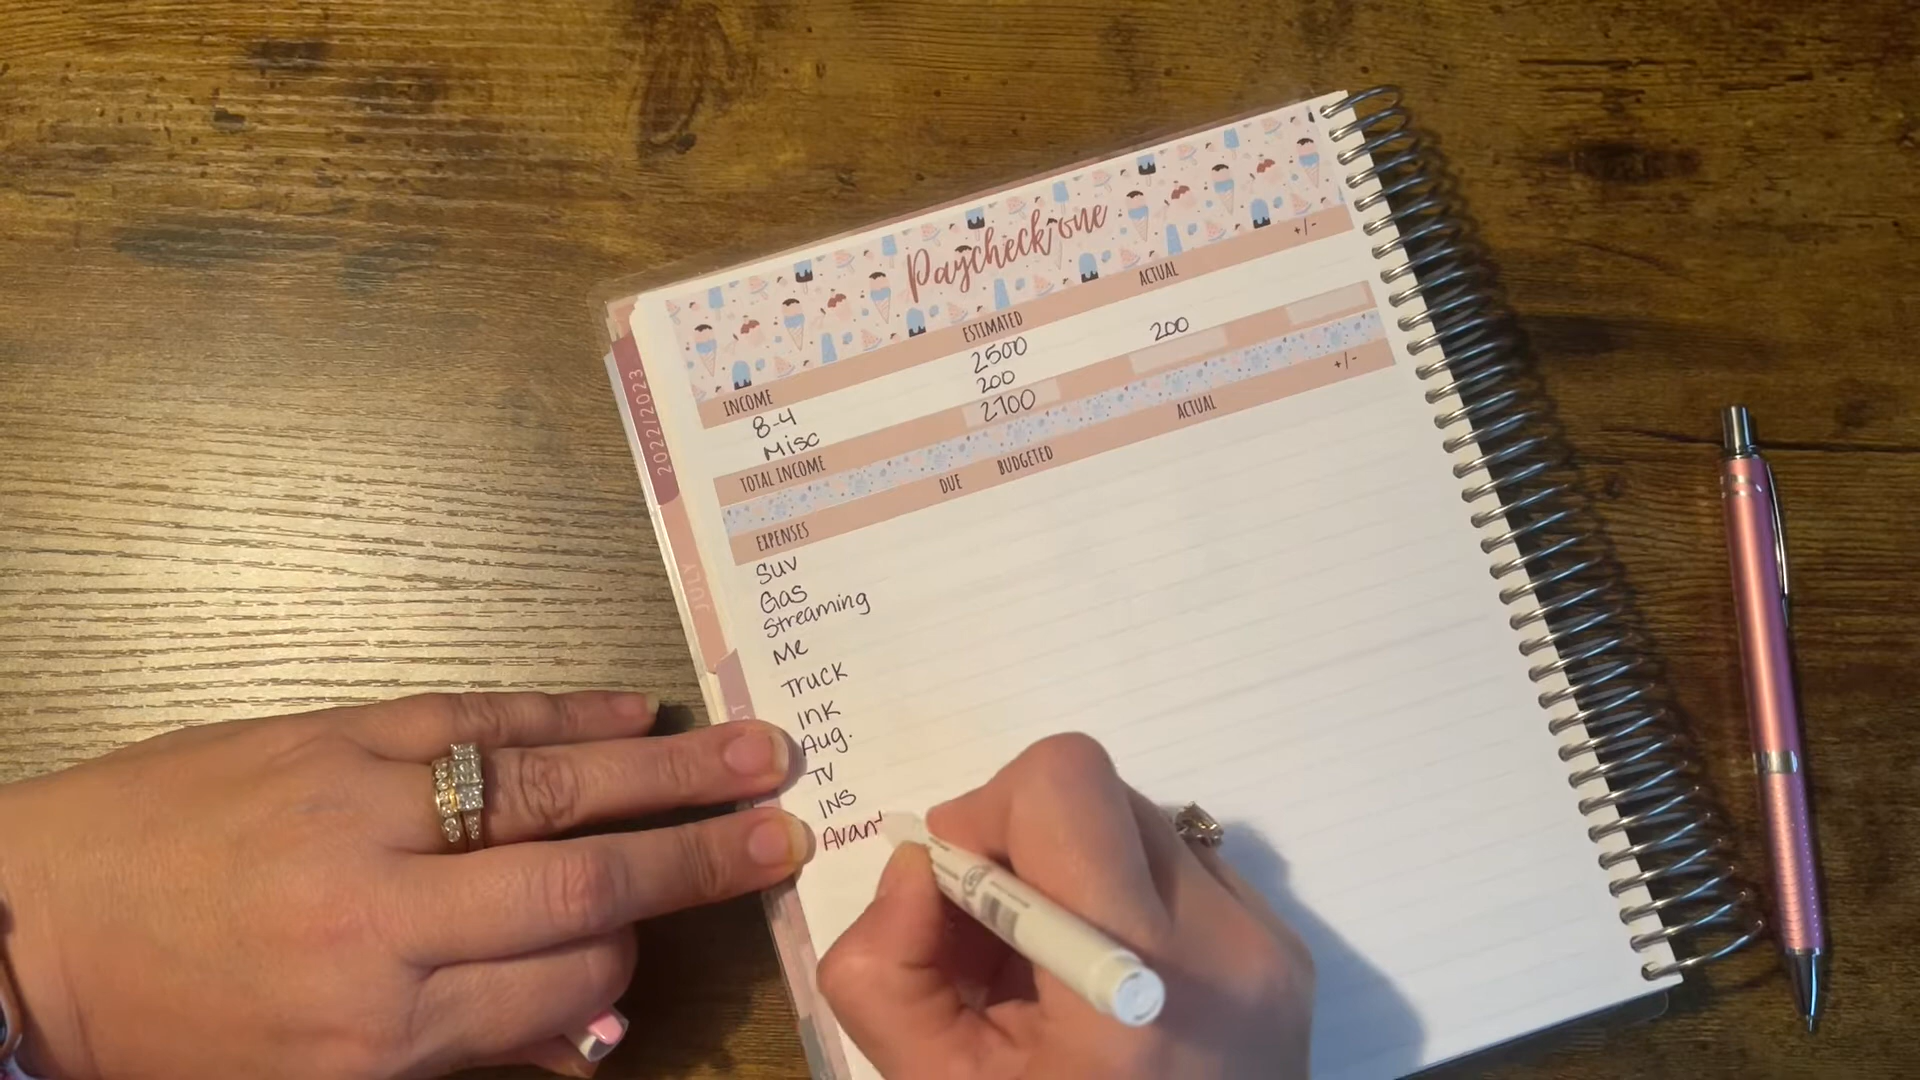 Paycheck one
INCOME ESTIMATED ACTUAL +/-
8-4 2500
Misc 200 200
TOTAL INCOME 2700
EXPENSES DUE BUDGETED ACTUAL +/-
SUV
Gas
Streaming
Me
Truck
Ink
Aug.
TV
INS
Avant
2022/2023
JULY